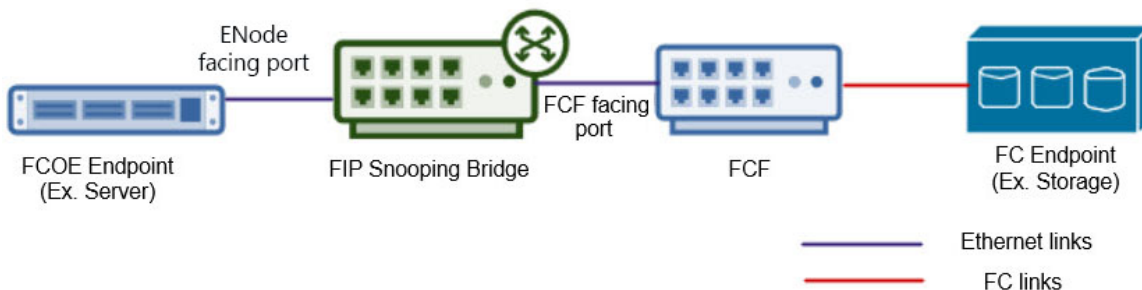 ENode
facing port
FCF facing
port
FCOE Endpoint
(Ex. Server)
FIP Snooping Bridge
FCF
FC Endpoint
(Ex. Storage)
Ethernet links
FC links